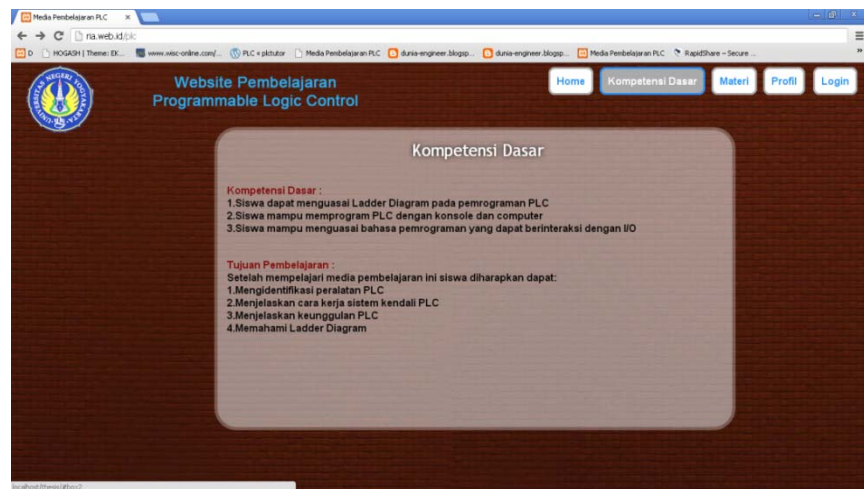 Media Pembelajaran PLC
ria.web.id/plc
D HOGASH | Theme: EK... www.wisc-online.com/... PLC « plctutor Media Pembelajaran PLC dunia-engineer.blogsp... dunia-engineer.blogsp... Media Pembelajaran PLC RapidShare – Secure ...
UNIVERSITAS NEGERI YOGYAKARTA
Website Pembelajaran
Programmable Logic Control
Home Kompetensi Dasar Materi Profil Login
Kompetensi Dasar
Kompetensi Dasar :
1.Siswa dapat menguasai Ladder Diagram pada pemrograman PLC
2.Siswa mampu memprogram PLC dengan konsole dan computer
3.Siswa mampu menguasai bahasa pemrograman yang dapat berinteraksi dengan I/O
Tujuan Pembelajaran :
Setelah mempelajari media pembelajaran ini siswa diharapkan dapat:
1.Mengidentifikasi peralatan PLC
2.Menjelaskan cara kerja sistem kendali PLC
3.Menjelaskan keunggulan PLC
4.Memahami Ladder Diagram